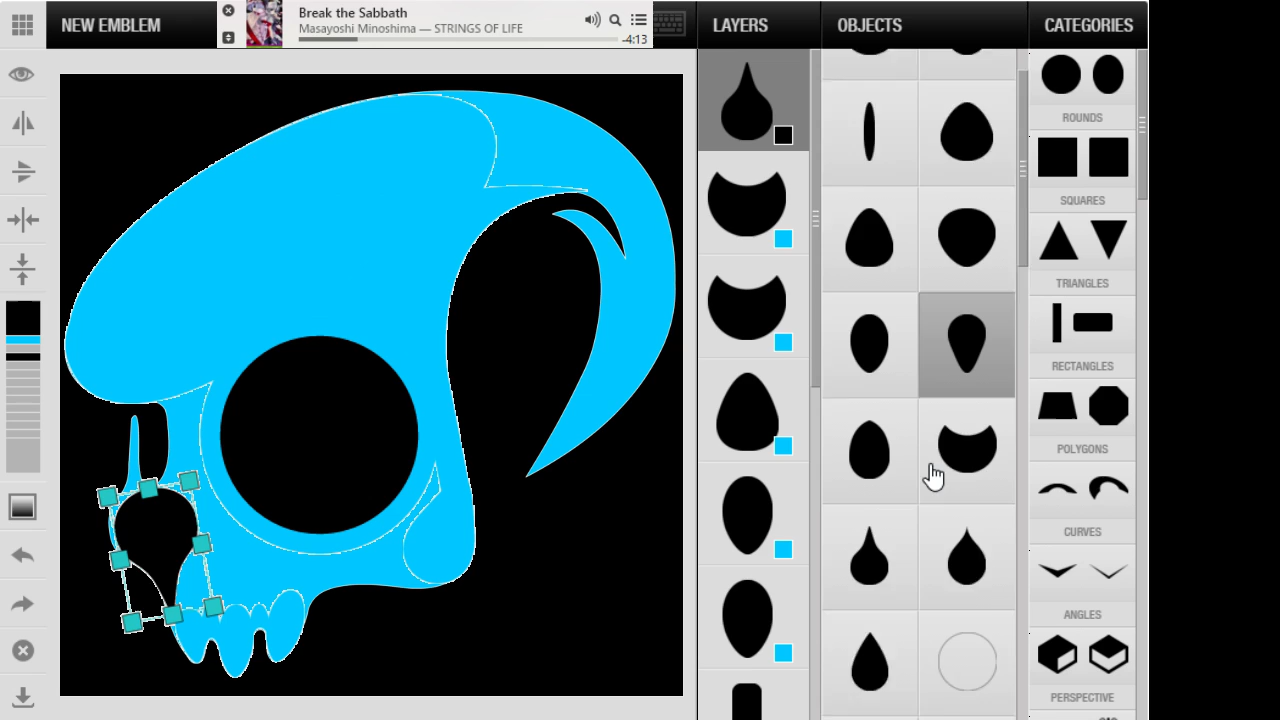 NEW EMBLEM
Break the Sabbath
Masayoshi Minoshima — STRINGS OF LIFE
-4:13
LAYERS
OBJECTS
CATEGORIES
ROUNDS
SQUARES
TRIANGLES
RECTANGLES
POLYGONS
CURVES
ANGLES
PERSPECTIVE